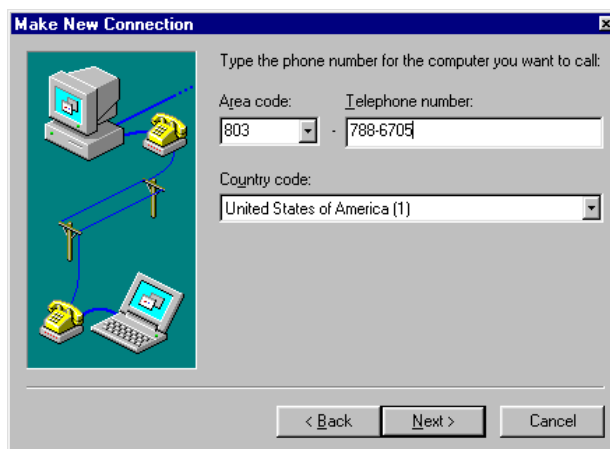 Make New Connection
Type the phone number for the computer you want to call:
Area code: Telephone number:
803 - 788-6705
Country code:
United States of America (1)
< Back Next > Cancel